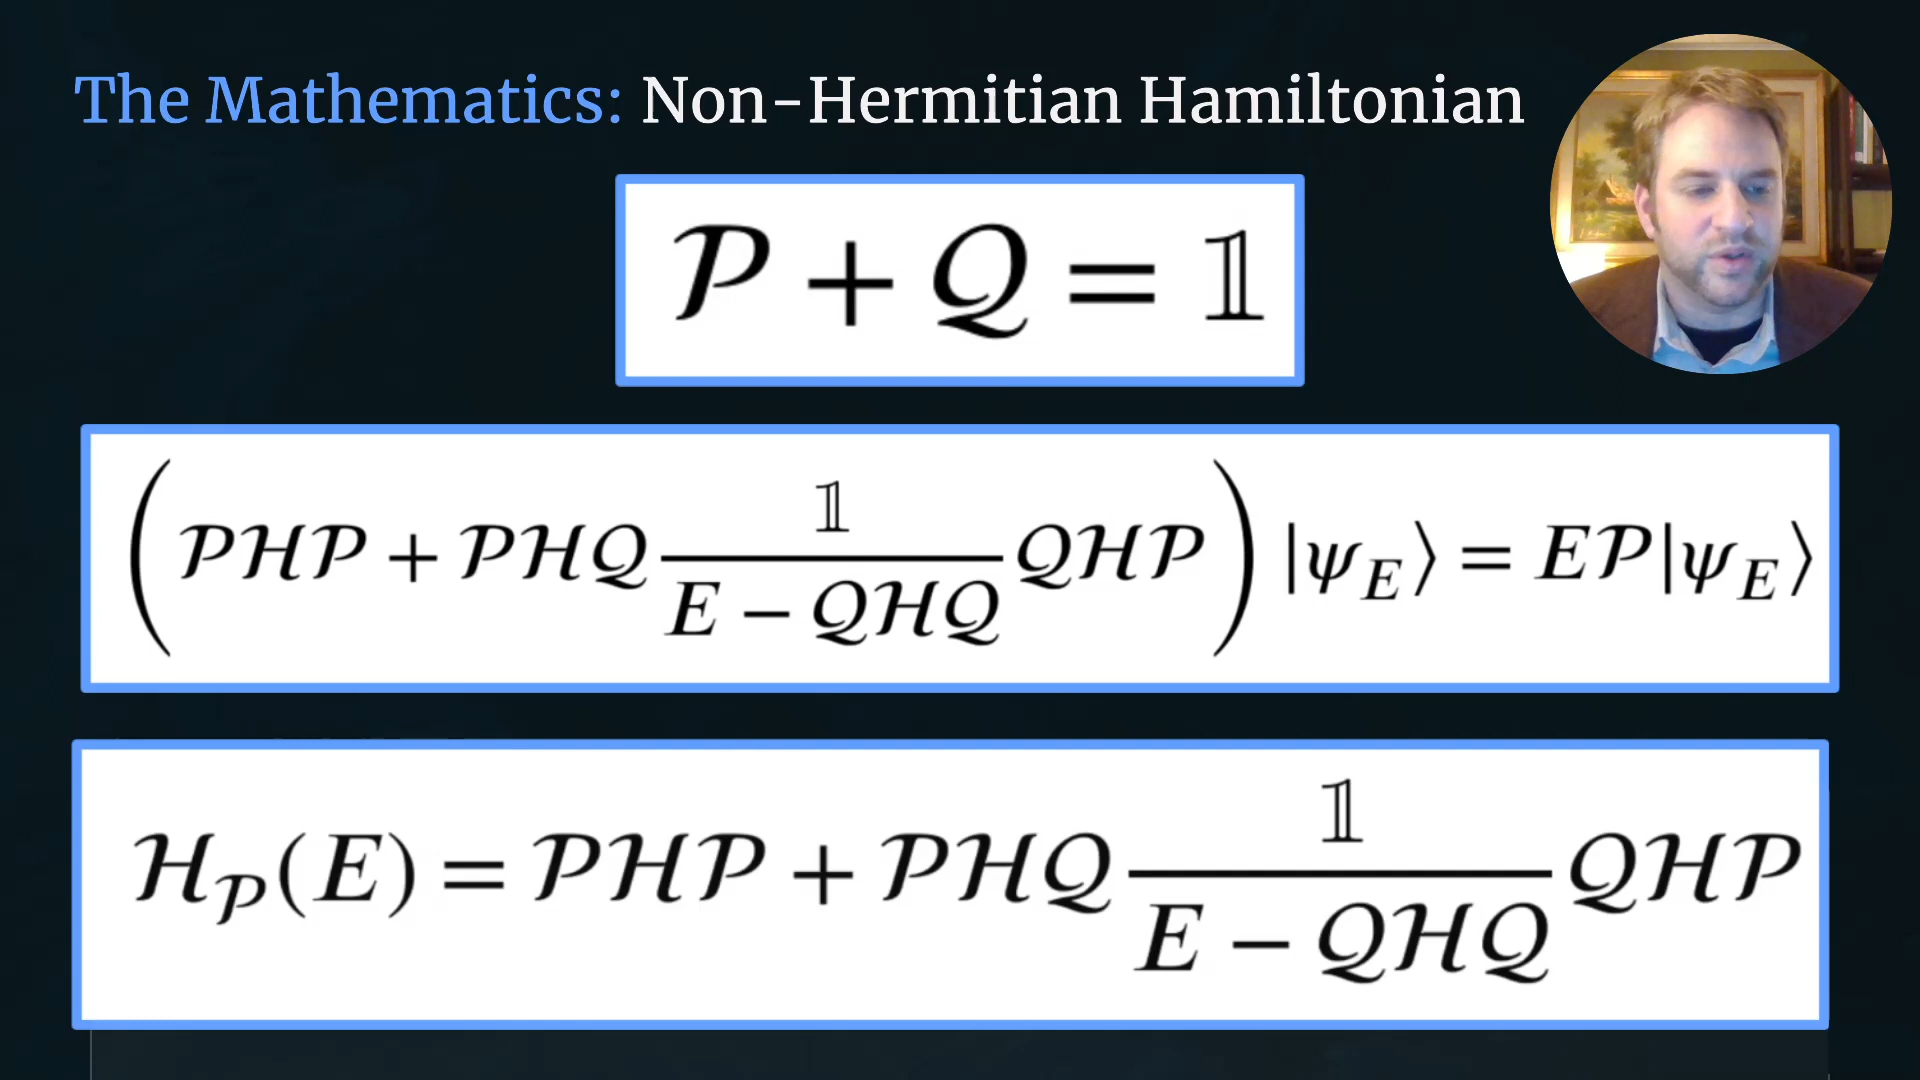 The Mathematics: Non-Hermitian Hamiltonian
𝒫 + 𝒬 = 𝟙
(𝒫ℋ𝒫 + 𝒫ℋ𝒬 𝟙/(E − 𝒬ℋ𝒬) 𝒬ℋ𝒫) |ψ_E⟩ = E𝒫|ψ_E⟩
ℋ_𝒫(E) = 𝒫ℋ𝒫 + 𝒫ℋ𝒬 𝟙/(E − 𝒬ℋ𝒬) 𝒬ℋ𝒫